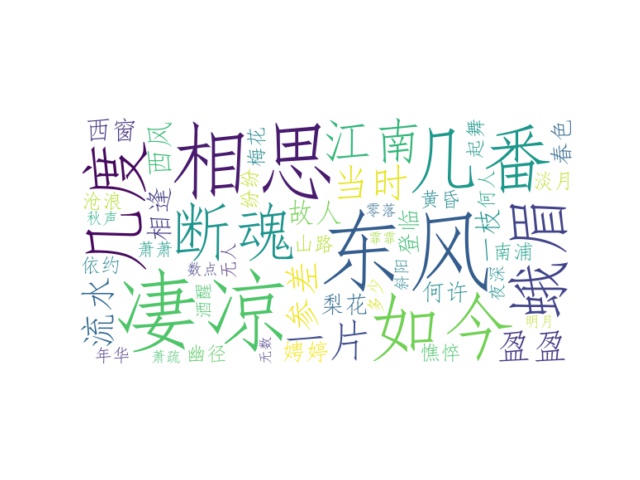 西窗
几度
西风
相思
梅花
江南
几番
起舞
春色
沧浪
秋声
相逢
纷纷
当时
黄昏
何人
淡月
萧萧
断魂
故人
零落
东风
登临
一枝
蛾眉
依约
数点
无人
山路
霏霏
南浦
流水
凄凉
酒醒
参差
斜阳
夜深
梨花
多少
何许
如今
明月
年华
萧疏
幽径
无数
娉婷
一片
憔悴
盈盈